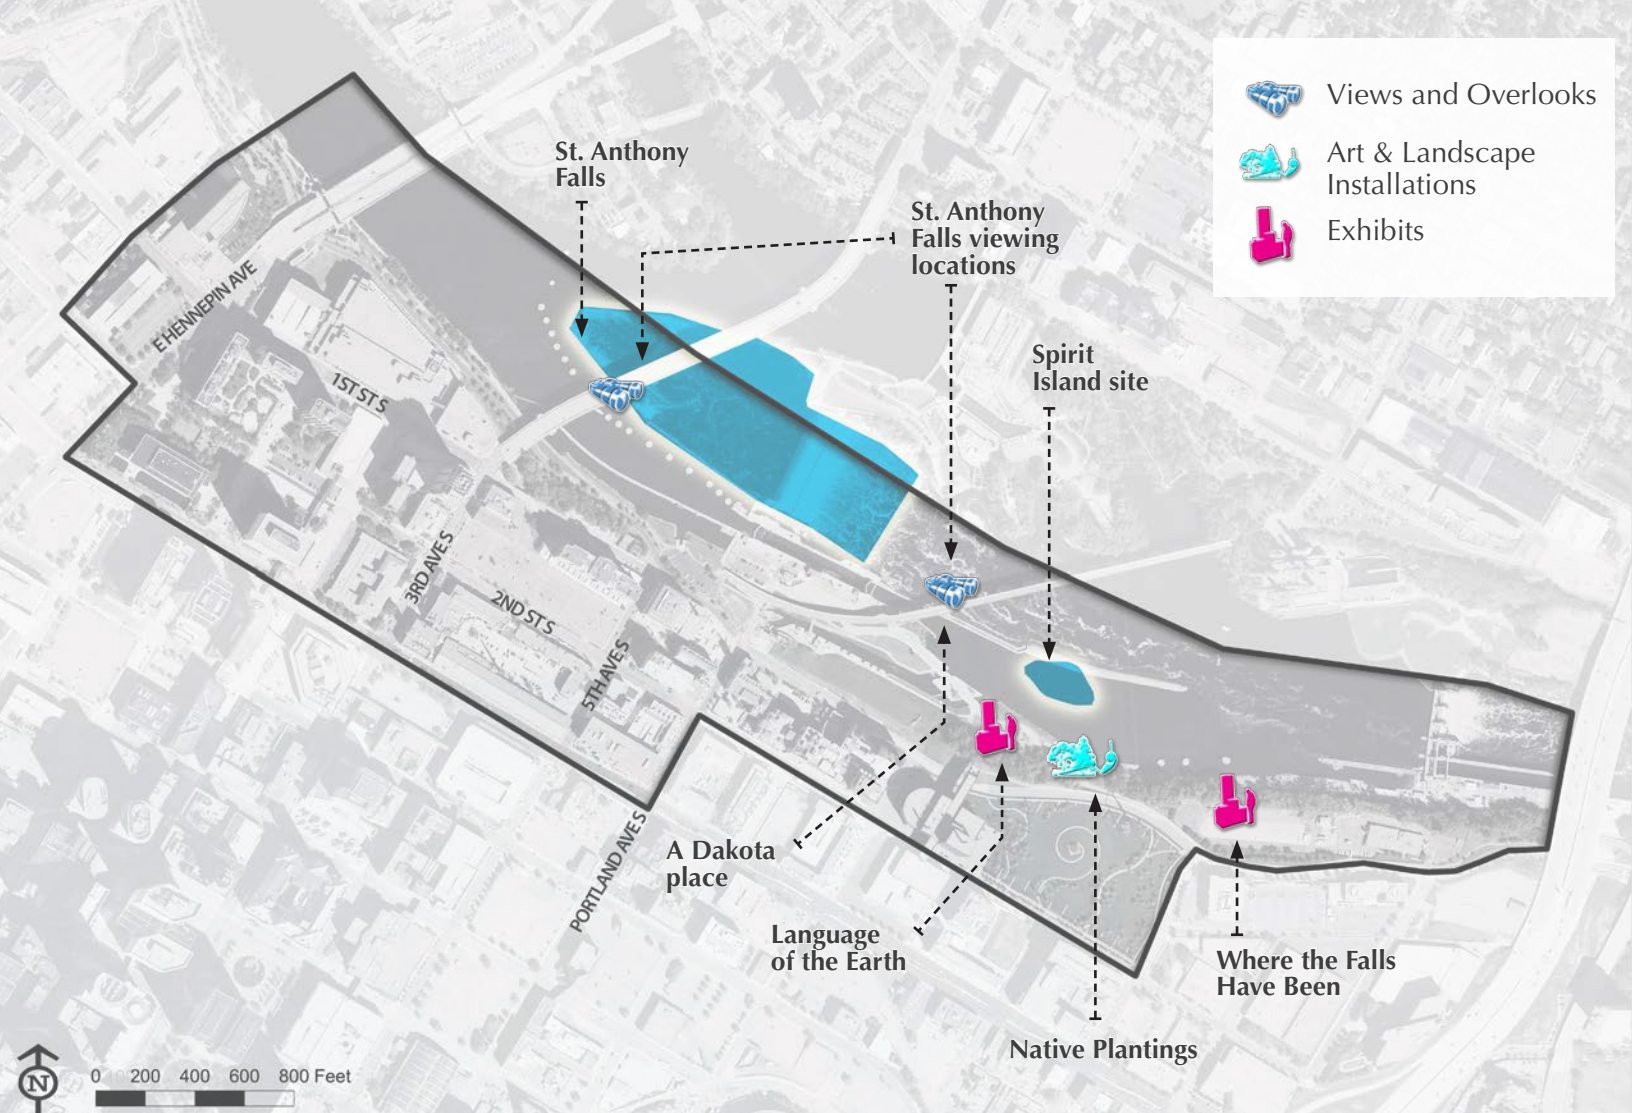 Views and Overlooks
Art & Landscape
Installations
Exhibits
St. Anthony
Falls
St. Anthony
Falls viewing
locations
Spirit
Island site
E HENNEPIN AVE
1ST ST S
3RD AVE S
2ND ST S
5TH AVE S
PORTLAND AVE S
A Dakota
place
Language
of the Earth
Native Plantings
Where the Falls
Have Been
N
0 200 400 600 800 Feet